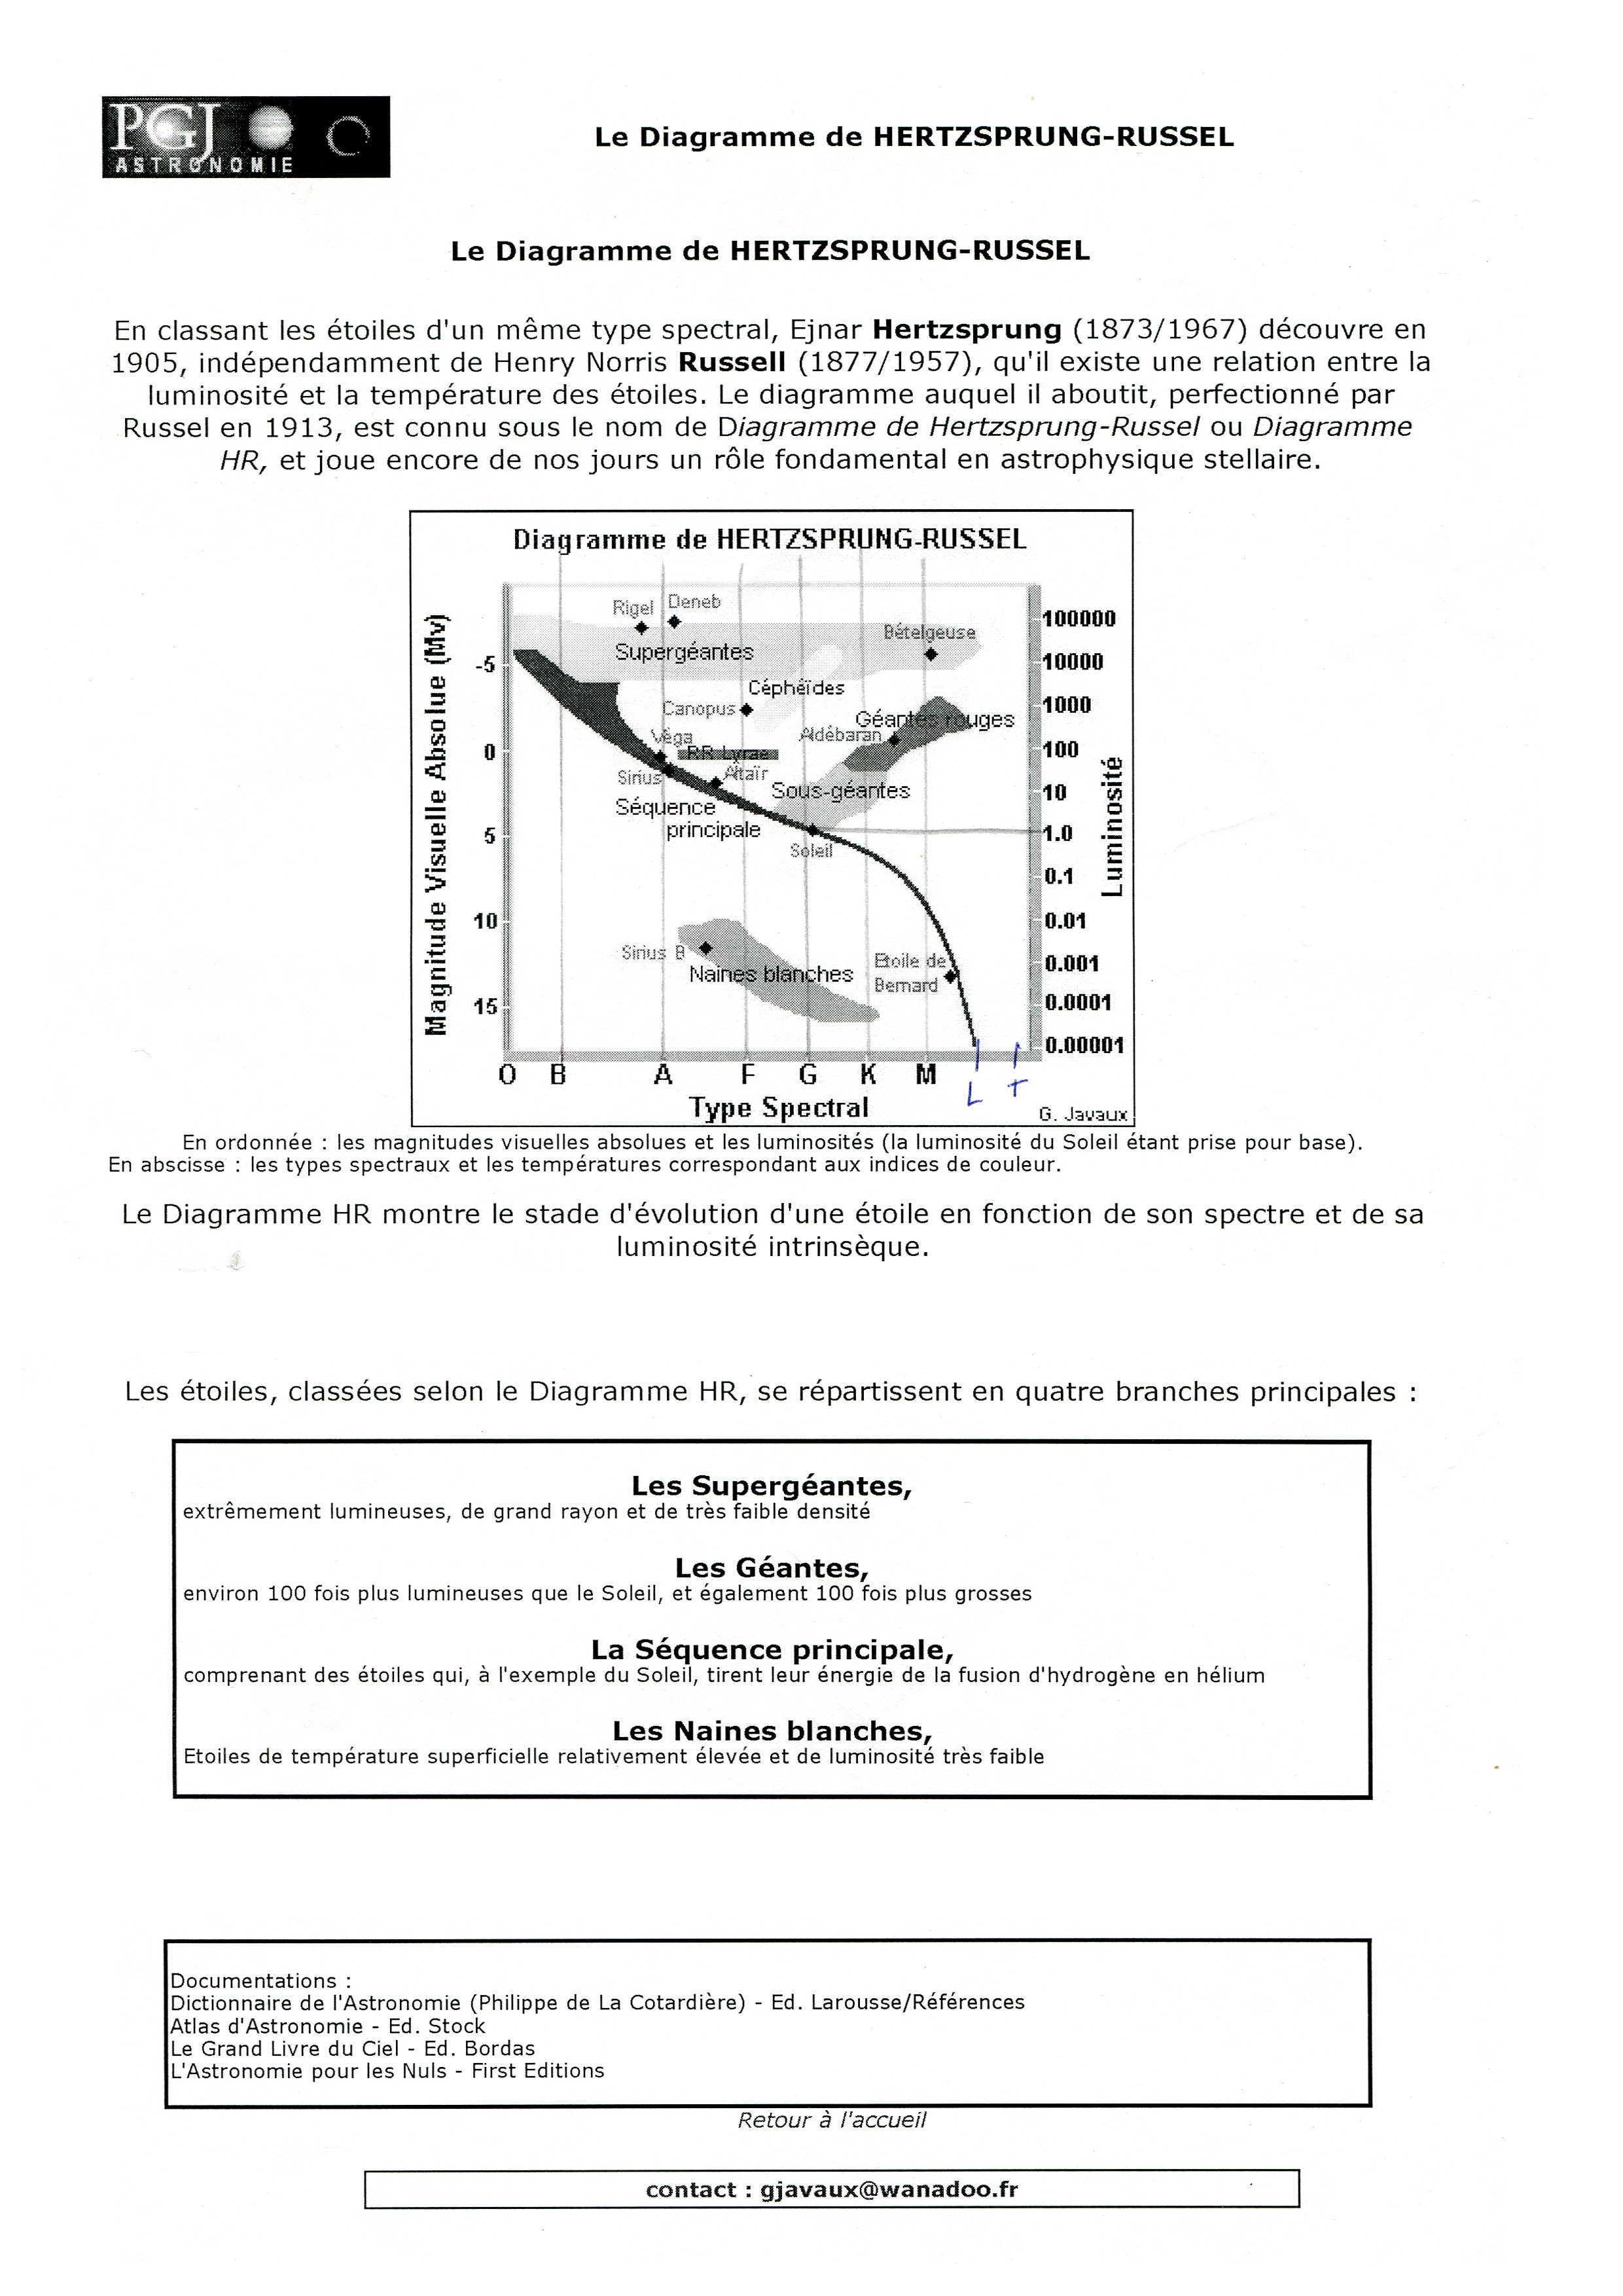 PGJ
ASTRONOMIE
Le Diagramme de HERTZSPRUNG-RUSSEL
Le Diagramme de HERTZSPRUNG-RUSSEL
En classant les étoiles d'un même type spectral, Ejnar Hertzsprung (1873/1967) découvre en
1905, indépendamment de Henry Norris Russell (1877/1957), qu'il existe une relation entre la
luminosité et la température des étoiles. Le diagramme auquel il aboutit, perfectionné par
Russel en 1913, est connu sous le nom de Diagramme de Hertzsprung-Russel ou Diagramme
HR, et joue encore de nos jours un rôle fondamental en astrophysique stellaire.
Diagramme de HERTZSPRUNG-RUSSEL
Magnitude Visuelle Absolue (Mv)
-5
0
5
10
15
Rigel
Deneb
Bételgeuse
Supergéantes
Céphéïdes
Canopus
Géantes rouges
Véga
Aldébaran
RR Lyrae
Sirius
Altaïr
Sous-géantes
Séquence
principale
Soleil
Sirius B
Naines blanches
Etoile de
Bernard
100000
10000
1000
100
10
1.0
0.1
0.01
0.001
0.0001
0.00001
Luminosité
O B A F G K M
L T
Type Spectral
G. Javaux
En ordonnée : les magnitudes visuelles absolues et les luminosités (la luminosité du Soleil étant prise pour base).
En abscisse : les types spectraux et les températures correspondant aux indices de couleur.
Le Diagramme HR montre le stade d'évolution d'une étoile en fonction de son spectre et de sa
luminosité intrinsèque.
Les étoiles, classées selon le Diagramme HR, se répartissent en quatre branches principales :
Les Supergéantes,
extrêmement lumineuses, de grand rayon et de très faible densité
Les Géantes,
environ 100 fois plus lumineuses que le Soleil, et également 100 fois plus grosses
La Séquence principale,
comprenant des étoiles qui, à l'exemple du Soleil, tirent leur énergie de la fusion d'hydrogène en hélium
Les Naines blanches,
Etoiles de température superficielle relativement élevée et de luminosité très faible
Documentations :
Dictionnaire de l'Astronomie (Philippe de La Cotardière) - Ed. Larousse/Références
Atlas d'Astronomie - Ed. Stock
Le Grand Livre du Ciel - Ed. Bordas
L'Astronomie pour les Nuls - First Editions
Retour à l'accueil
contact : gjavaux@wanadoo.fr